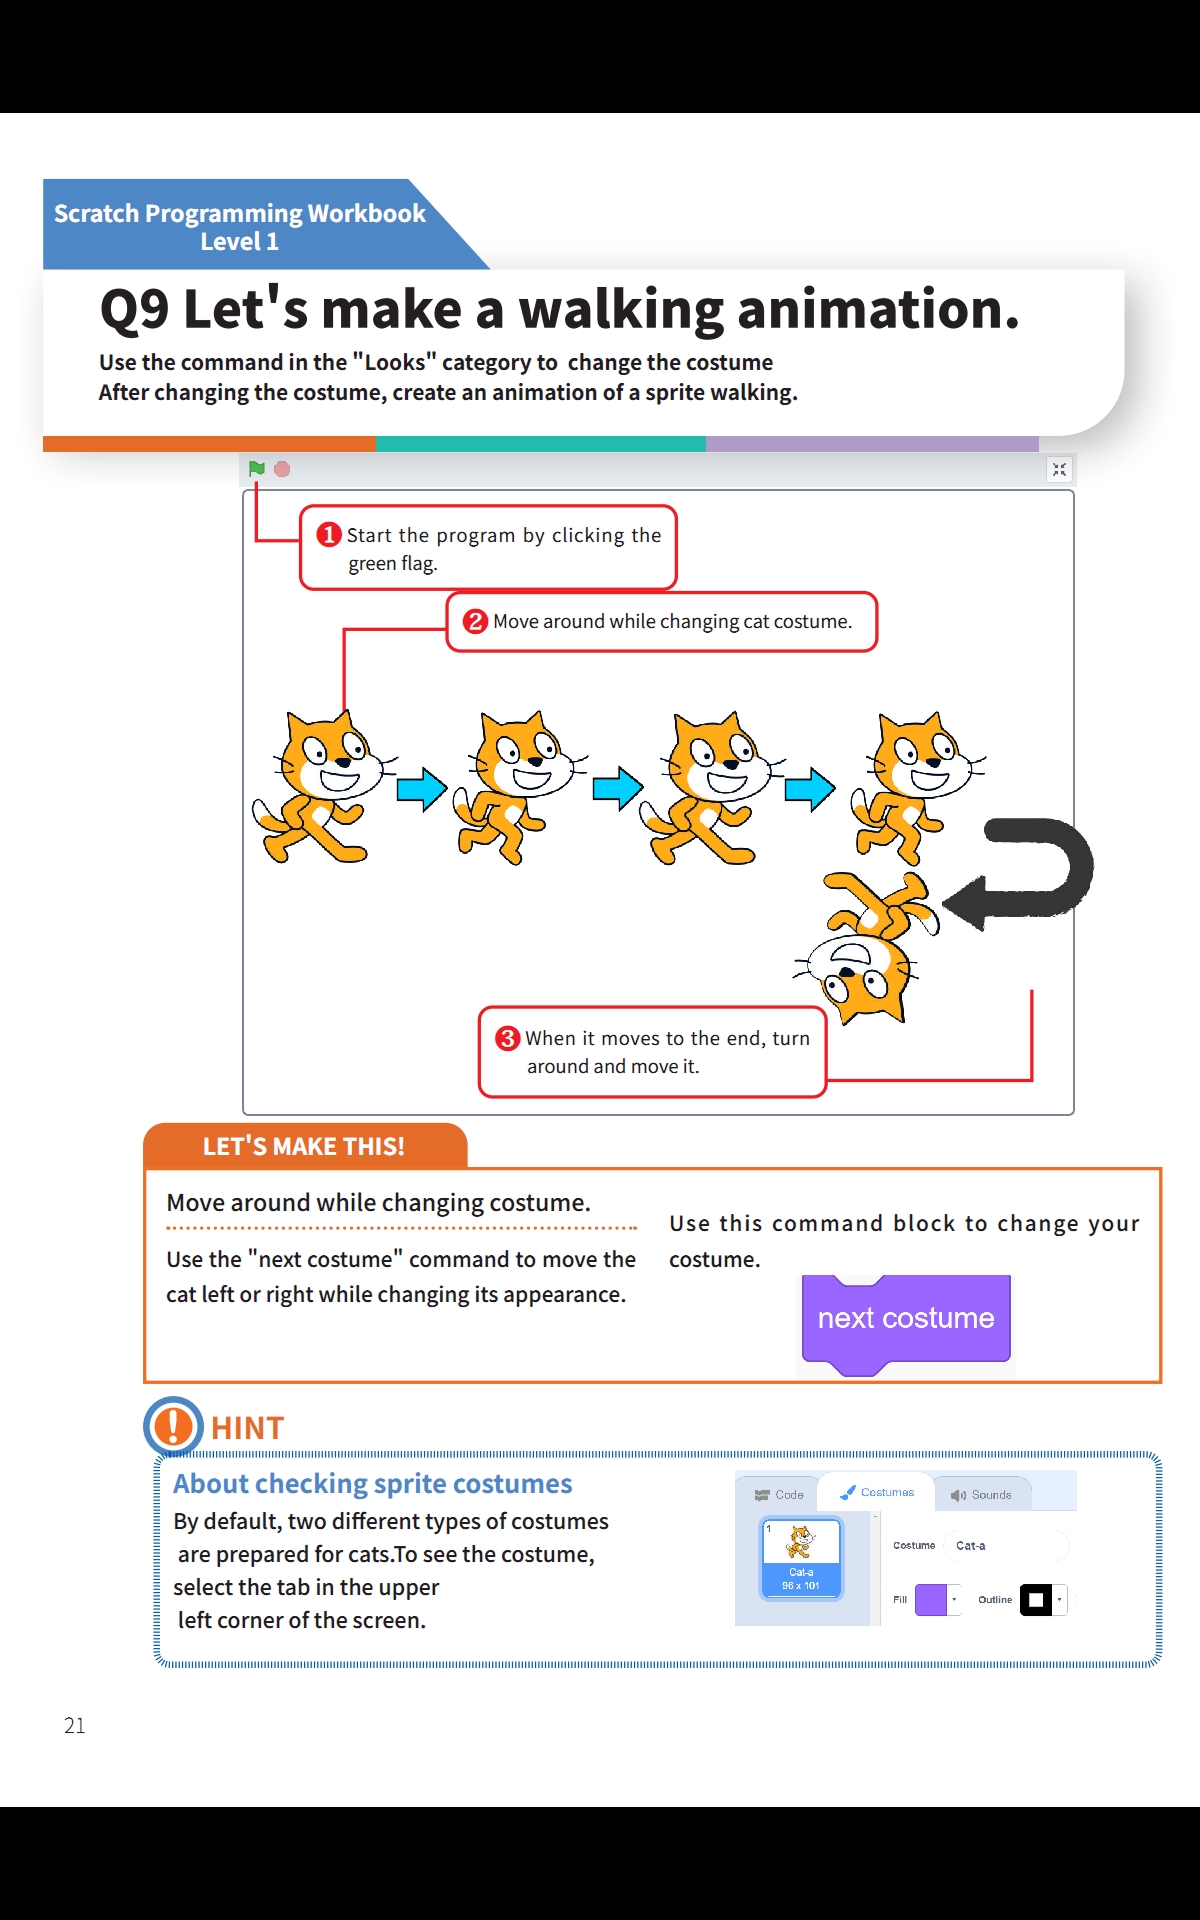 Scratch Programming Workbook
Level 1
Q9 Let's make a walking animation.
Use the command in the "Looks" category to  change the costume
After changing the costume, create an animation of a sprite walking.
1 Start the program by clicking the
green flag.
2 Move around while changing cat costume.
3 When it moves to the end, turn
around and move it.
LET'S MAKE THIS!
Move around while changing costume.
Use the "next costume" command to move the
cat left or right while changing its appearance.
Use this command block to change your
costume.
next costume
! HINT
About checking sprite costumes
By default, two different types of costumes
are prepared for cats.To see the costume,
select the tab in the upper
left corner of the screen.
Code Costumes Sounds
1
Cat-a
96 x 101
Costume Cat-a
Fill Outline
21